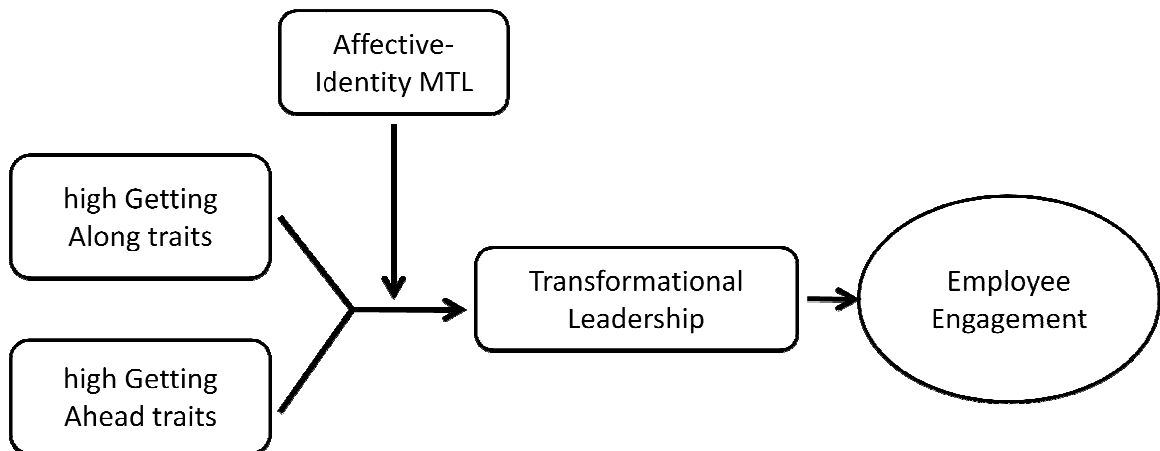 Affective-
Identity MTL
high Getting
Along traits
Transformational
Leadership
Employee
Engagement
high Getting
Ahead traits